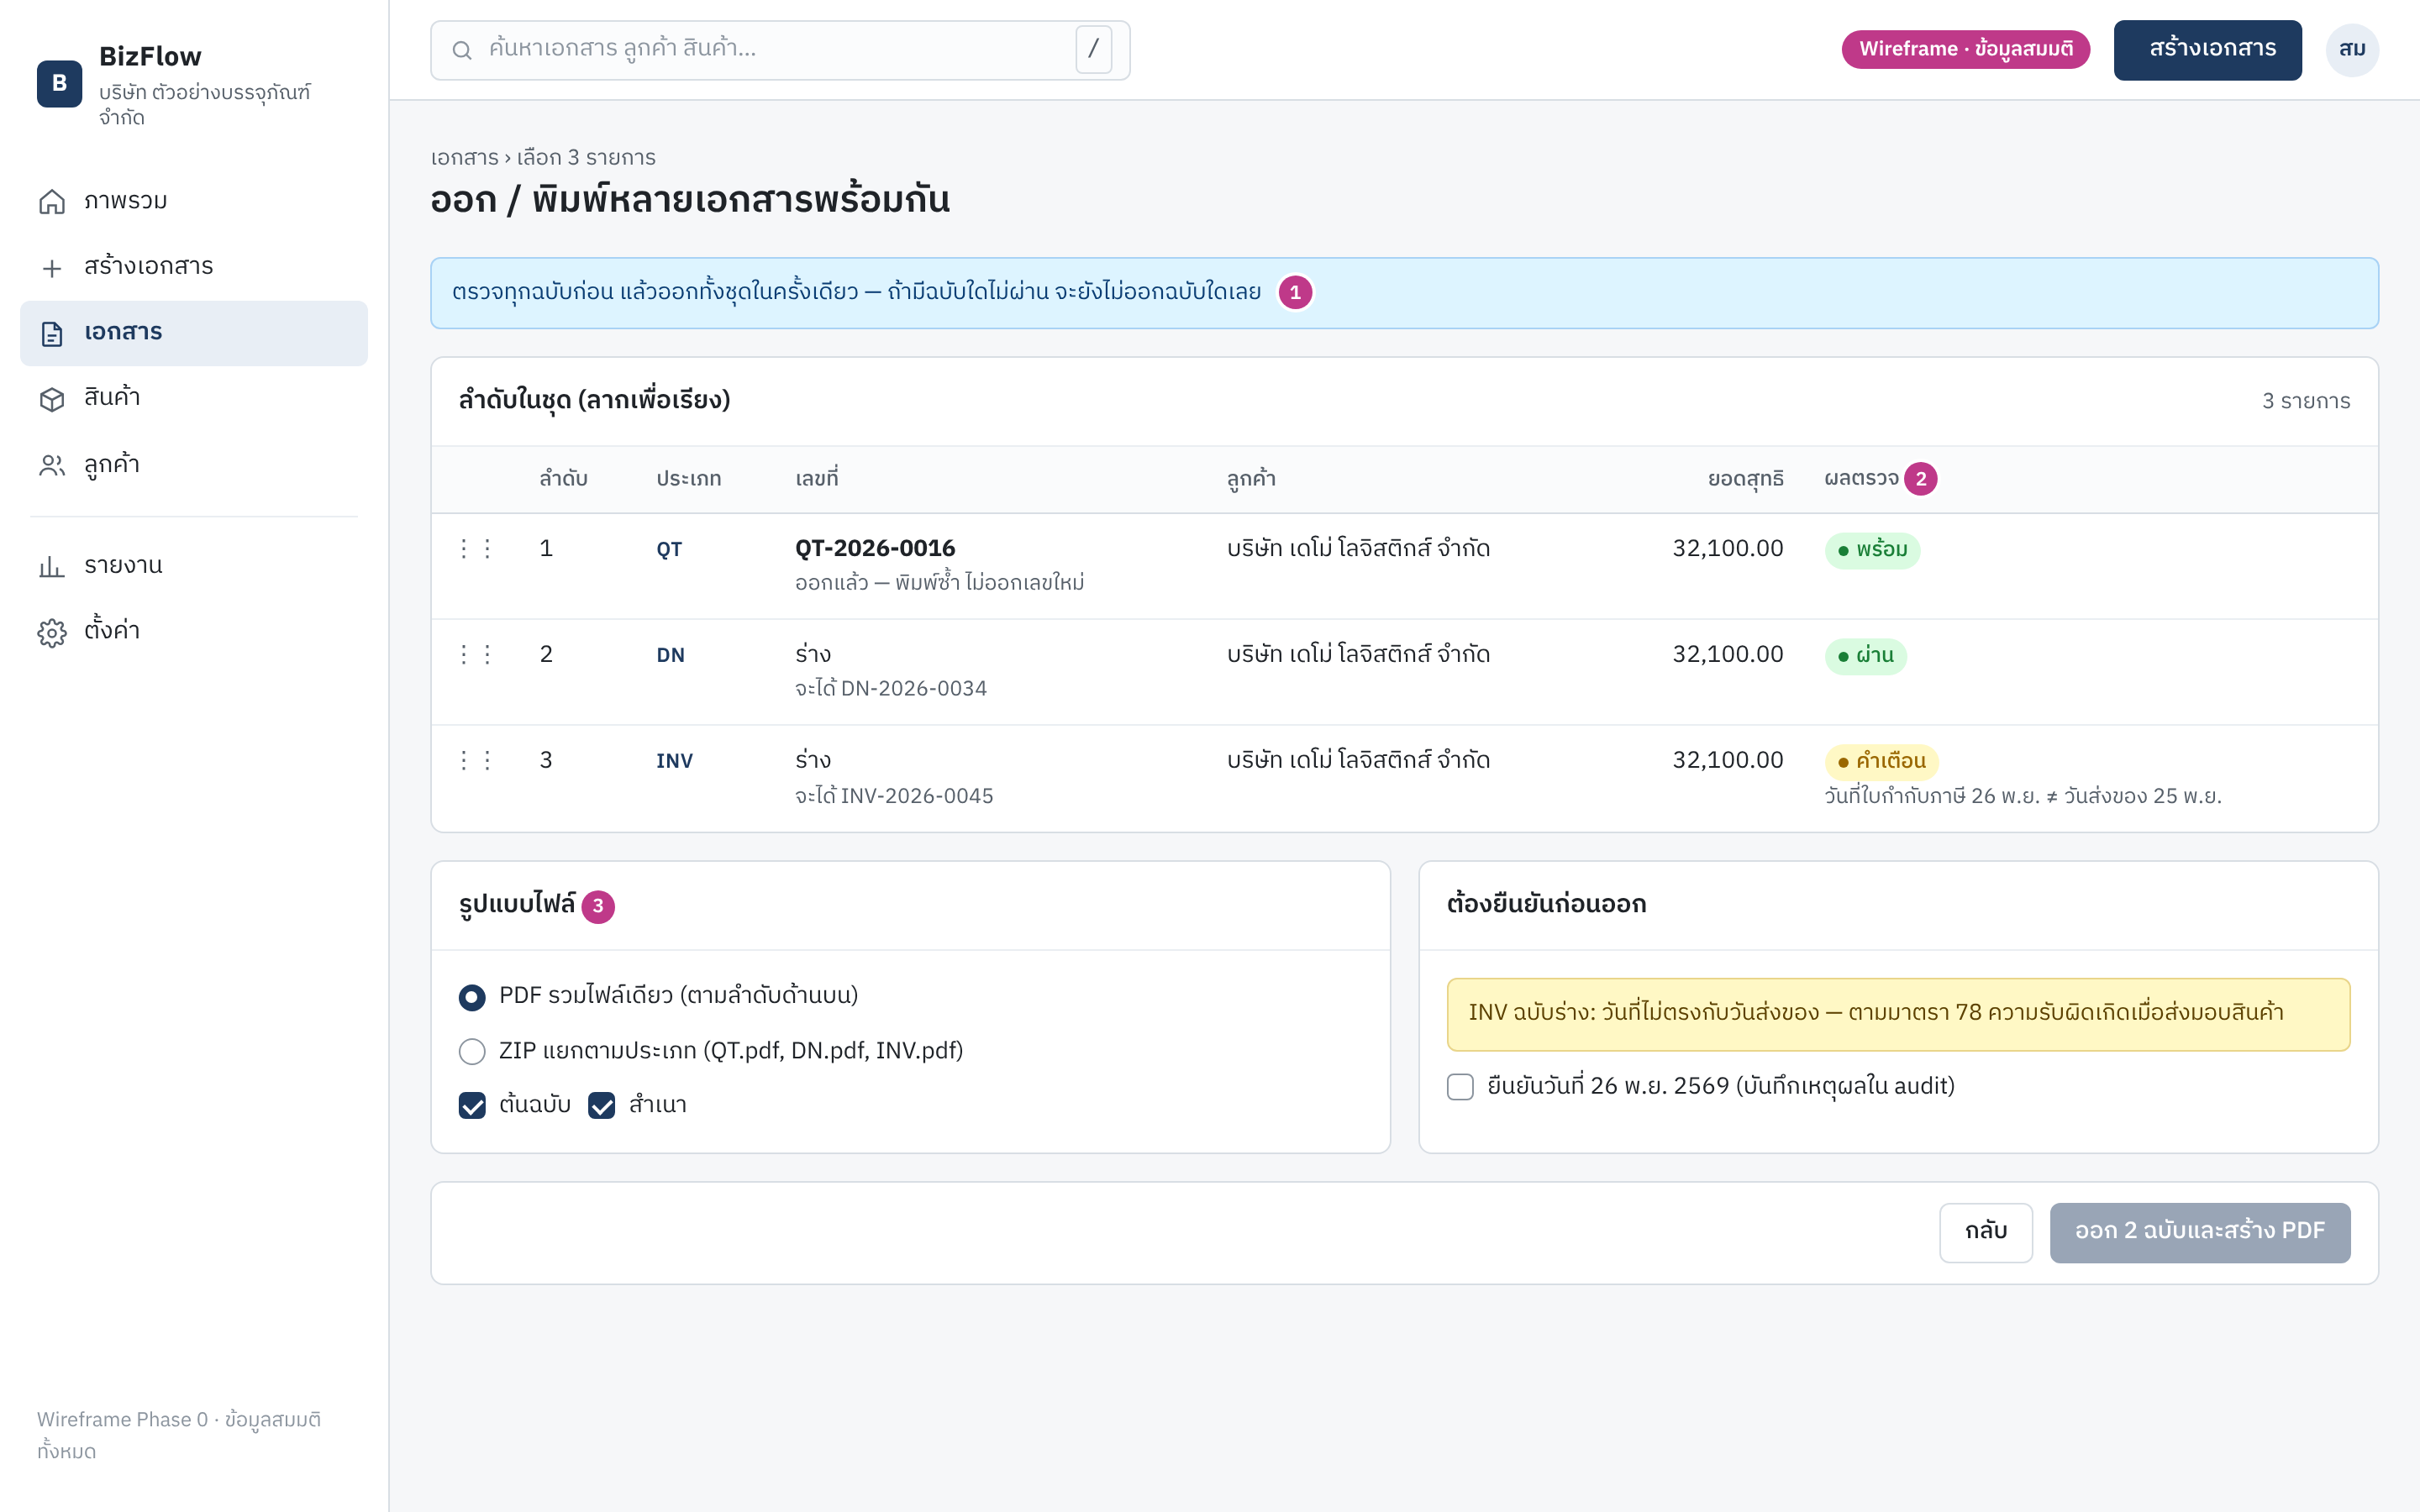 B
BizFlow
บริษัท ตัวอย่างบรรจุภัณฑ์
จำกัด
ภาพรวม
สร้างเอกสาร
เอกสาร
สินค้า
ลูกค้า
รายงาน
ตั้งค่า
Wireframe Phase 0 · ข้อมูลสมมติ
ทั้งหมด
ค้นหาเอกสาร ลูกค้า สินค้า... /
Wireframe · ข้อมูลสมมติ
สร้างเอกสาร
สม
เอกสาร › เลือก 3 รายการ
ออก / พิมพ์หลายเอกสารพร้อมกัน
ตรวจทุกฉบับก่อน แล้วออกทั้งชุดในครั้งเดียว — ถ้ามีฉบับใดไม่ผ่าน จะยังไม่ออกฉบับใดเลย 1
ลำดับในชุด (ลากเพื่อเรียง) 3 รายการ
ลำดับ ประเภท เลขที่ ลูกค้า ยอดสุทธิ ผลตรวจ 2
1 QT QT-2026-0016 บริษัท เดโม่ โลจิสติกส์ จำกัด 32,100.00 พร้อม
ออกแล้ว — พิมพ์ซ้ำ ไม่ออกเลขใหม่
2 DN ร่าง บริษัท เดโม่ โลจิสติกส์ จำกัด 32,100.00 ผ่าน
จะได้ DN-2026-0034
3 INV ร่าง บริษัท เดโม่ โลจิสติกส์ จำกัด 32,100.00 คำเตือน
จะได้ INV-2026-0045 วันที่ใบกำกับภาษี 26 พ.ย. ≠ วันส่งของ 25 พ.ย.
รูปแบบไฟล์ 3
PDF รวมไฟล์เดียว (ตามลำดับด้านบน)
ZIP แยกตามประเภท (QT.pdf, DN.pdf, INV.pdf)
ต้นฉบับ สำเนา
ต้องยืนยันก่อนออก
INV ฉบับร่าง: วันที่ไม่ตรงกับวันส่งของ — ตามมาตรา 78 ความรับผิดเกิดเมื่อส่งมอบสินค้า
ยืนยันวันที่ 26 พ.ย. 2569 (บันทึกเหตุผลใน audit)
กลับ
ออก 2 ฉบับและสร้าง PDF